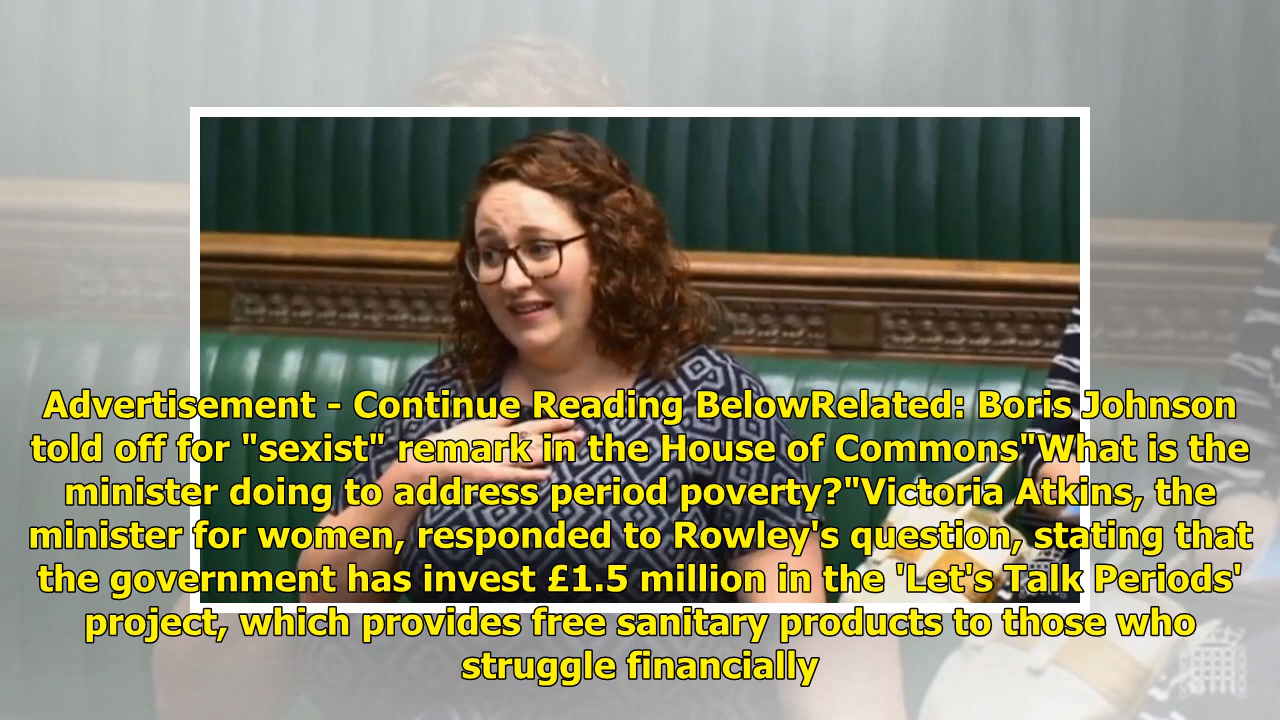 Advertisement - Continue Reading BelowRelated: Boris Johnson
told off for "sexist" remark in the House of Commons"What is the
minister doing to address period poverty?"Victoria Atkins, the
minister for women, responded to Rowley's question, stating that
the government has invest £1.5 million in the 'Let's Talk Periods'
project, which provides free sanitary products to those who
struggle financially